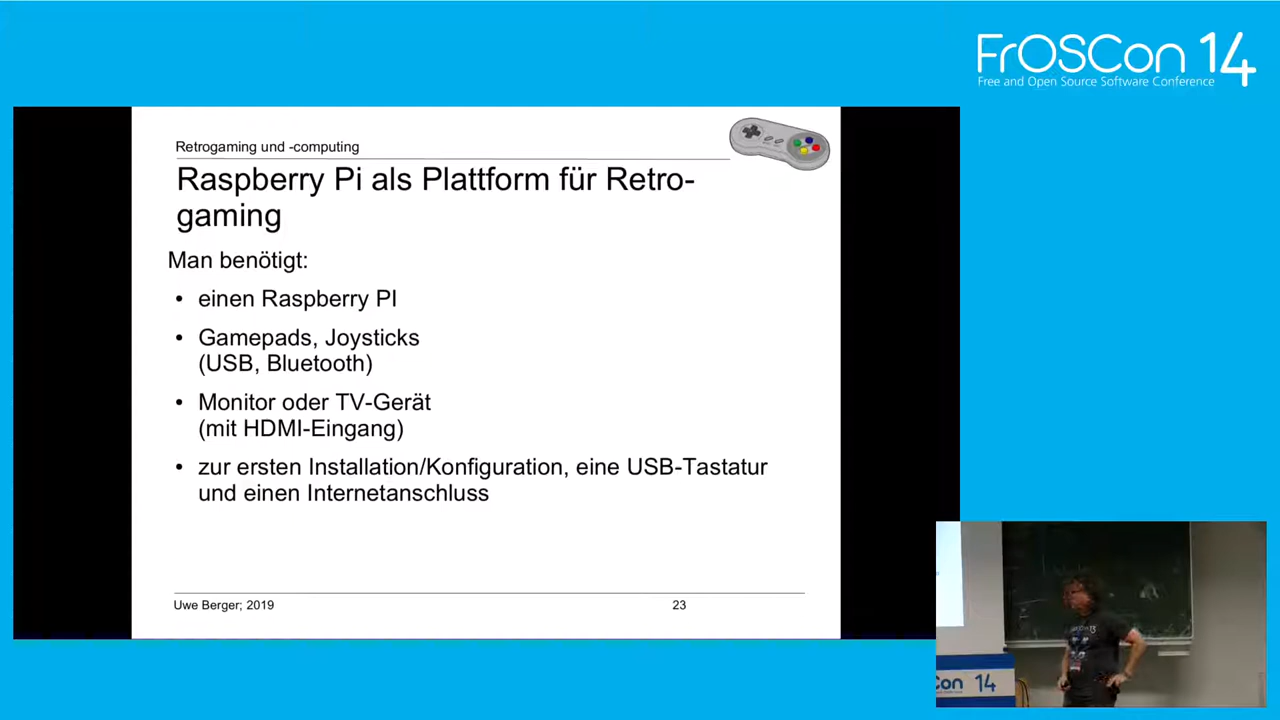 FrOSCon 14
Free and Open Source Software Conference
Retrogaming und -computing
Raspberry Pi als Plattform für Retro-
gaming
Man benötigt:
• einen Raspberry PI
• Gamepads, Joysticks
(USB, Bluetooth)
• Monitor oder TV-Gerät
(mit HDMI-Eingang)
• zur ersten Installation/Konfiguration, eine USB-Tastatur
und einen Internetanschluss
Uwe Berger; 2019
23
Con 14